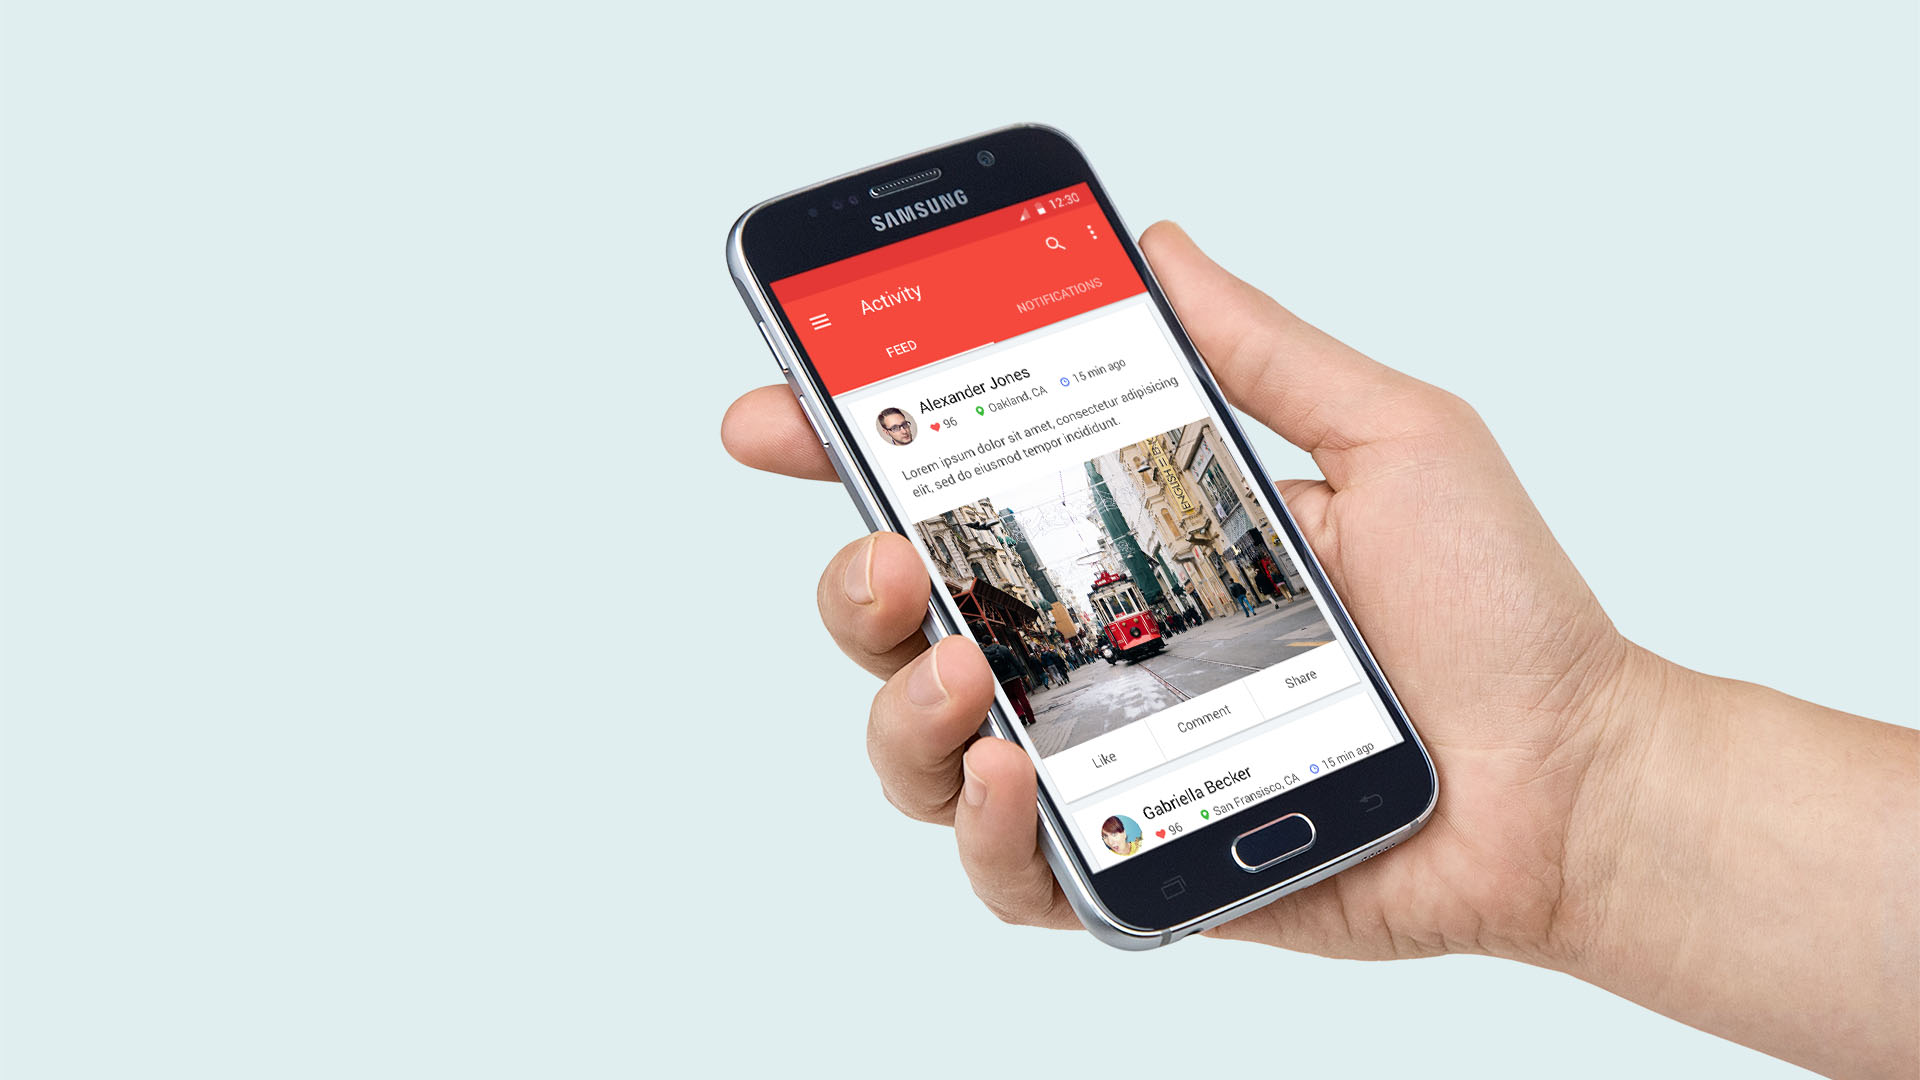 SAMSUNG
12:30
Activity
FEED
NOTIFICATIONS
Alexander Jones
96 Oakland, CA 15 min ago
Lorem ipsum dolor sit amet, consectetur adipisicing
elit, sed do eiusmod tempor incididunt.
ENGLISH
Like
Comment
Share
Gabriella Becker
96 San Fransisco, CA 15 min ago